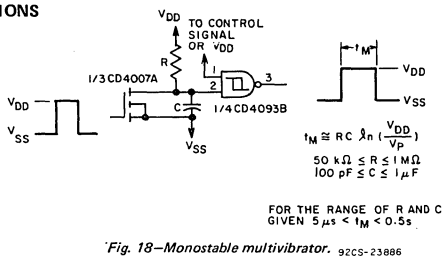 IONS
VDD
TO CONTROL
SIGNAL
OR VDD
R
1/3 CD4007A
1
2
3
C
1/4 CD4093B
VDD
VSS
VSS
tM
VDD
VSS
tM ≅ RC ln (VDD/VP)
50 kΩ ≤ R ≤ 1 MΩ
100 pF ≤ C ≤ 1 μF
FOR THE RANGE OF R AND C
GIVEN 5 μs < tM < 0.5s
Fig. 18–Monostable multivibrator. 92CS-23886